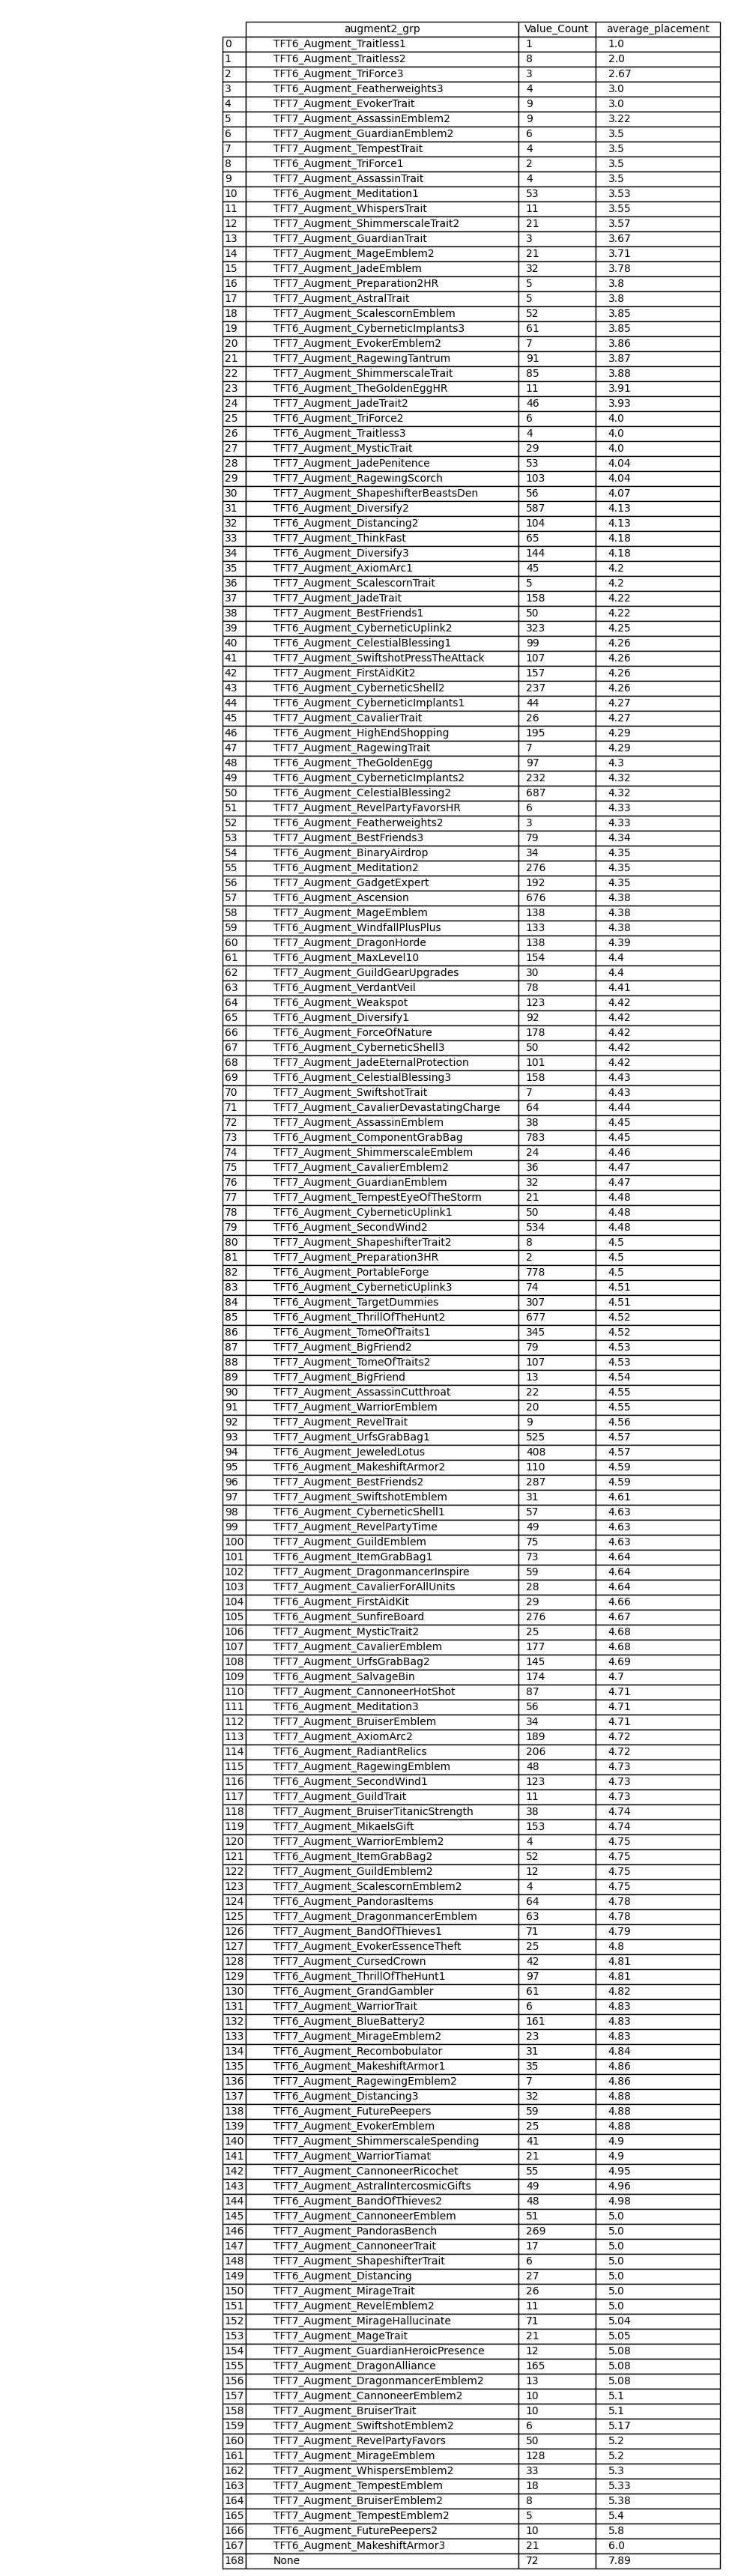 augment2_grp Value_Count average_placement
0 TFT6_Augment_Traitless1 1 1.0
1 TFT6_Augment_Traitless2 8 2.0
2 TFT6_Augment_TriForce3 3 2.67
3 TFT6_Augment_Featherweights3 4 3.0
4 TFT7_Augment_EvokerTrait 9 3.0
5 TFT7_Augment_AssassinEmblem2 9 3.22
6 TFT7_Augment_GuardianEmblem2 6 3.5
7 TFT7_Augment_TempestTrait 4 3.5
8 TFT6_Augment_TriForce1 2 3.5
9 TFT7_Augment_AssassinTrait 4 3.5
10 TFT6_Augment_Meditation1 53 3.53
11 TFT7_Augment_WhispersTrait 11 3.55
12 TFT7_Augment_ShimmerscaleTrait2 21 3.57
13 TFT7_Augment_GuardianTrait 3 3.67
14 TFT7_Augment_MageEmblem2 21 3.71
15 TFT7_Augment_JadeEmblem 32 3.78
16 TFT7_Augment_Preparation2HR 5 3.8
17 TFT7_Augment_AstralTrait 5 3.8
18 TFT7_Augment_ScalescornEmblem 52 3.85
19 TFT6_Augment_CyberneticImplants3 61 3.85
20 TFT7_Augment_EvokerEmblem2 7 3.86
21 TFT7_Augment_RagewingTantrum 91 3.87
22 TFT7_Augment_ShimmerscaleTrait 85 3.88
23 TFT6_Augment_TheGoldenEggHR 11 3.91
24 TFT7_Augment_JadeTrait2 46 3.93
25 TFT6_Augment_TriForce2 6 4.0
26 TFT6_Augment_Traitless3 4 4.0
27 TFT7_Augment_MysticTrait 29 4.0
28 TFT7_Augment_JadePenitence 53 4.04
29 TFT7_Augment_RagewingScorch 103 4.04
30 TFT7_Augment_ShapeshifterBeastsDen 56 4.07
31 TFT6_Augment_Diversify2 587 4.13
32 TFT6_Augment_Distancing2 104 4.13
33 TFT7_Augment_ThinkFast 65 4.18
34 TFT6_Augment_Diversify3 144 4.18
35 TFT7_Augment_AxiomArc1 45 4.2
36 TFT7_Augment_ScalescornTrait 5 4.2
37 TFT7_Augment_JadeTrait 158 4.22
38 TFT7_Augment_BestFriends1 50 4.22
39 TFT6_Augment_CyberneticUplink2 323 4.25
40 TFT6_Augment_CelestialBlessing1 99 4.26
41 TFT7_Augment_SwiftshotPressTheAttack 107 4.26
42 TFT7_Augment_FirstAidKit2 157 4.26
43 TFT6_Augment_CyberneticShell2 237 4.26
44 TFT6_Augment_CyberneticImplants1 44 4.27
45 TFT7_Augment_CavalierTrait 26 4.27
46 TFT6_Augment_HighEndShopping 195 4.29
47 TFT7_Augment_RagewingTrait 7 4.29
48 TFT6_Augment_TheGoldenEgg 97 4.3
49 TFT6_Augment_CyberneticImplants2 232 4.32
50 TFT6_Augment_CelestialBlessing2 687 4.32
51 TFT7_Augment_RevelPartyFavorsHR 6 4.33
52 TFT6_Augment_Featherweights2 3 4.33
53 TFT7_Augment_BestFriends3 79 4.34
54 TFT6_Augment_BinaryAirdrop 34 4.35
55 TFT6_Augment_Meditation2 276 4.35
56 TFT7_Augment_GadgetExpert 192 4.35
57 TFT6_Augment_Ascension 676 4.38
58 TFT7_Augment_MageEmblem 138 4.38
59 TFT6_Augment_WindfallPlusPlus 133 4.38
60 TFT7_Augment_DragonHorde 138 4.39
61 TFT6_Augment_MaxLevel10 154 4.4
62 TFT7_Augment_GuildGearUpgrades 30 4.4
63 TFT6_Augment_VerdantVeil 78 4.41
64 TFT6_Augment_Weakspot 123 4.42
65 TFT6_Augment_Diversify1 92 4.42
66 TFT6_Augment_ForceOfNature 178 4.42
67 TFT6_Augment_CyberneticShell3 50 4.42
68 TFT7_Augment_JadeEternalProtection 101 4.42
69 TFT6_Augment_CelestialBlessing3 158 4.43
70 TFT7_Augment_SwiftshotTrait 7 4.43
71 TFT7_Augment_CavalierDevastatingCharge 64 4.44
72 TFT7_Augment_AssassinEmblem 38 4.45
73 TFT6_Augment_ComponentGrabBag 783 4.45
74 TFT7_Augment_ShimmerscaleEmblem 24 4.46
75 TFT7_Augment_CavalierEmblem2 36 4.47
76 TFT7_Augment_GuardianEmblem 32 4.47
77 TFT7_Augment_TempestEyeOfTheStorm 21 4.48
78 TFT6_Augment_CyberneticUplink1 50 4.48
79 TFT6_Augment_SecondWind2 534 4.48
80 TFT7_Augment_ShapeshifterTrait2 8 4.5
81 TFT7_Augment_Preparation3HR 2 4.5
82 TFT6_Augment_PortableForge 778 4.5
83 TFT6_Augment_CyberneticUplink3 74 4.51
84 TFT6_Augment_TargetDummies 307 4.51
85 TFT6_Augment_ThrillOfTheHunt2 677 4.52
86 TFT6_Augment_TomeOfTraits1 345 4.52
87 TFT7_Augment_BigFriend2 79 4.53
88 TFT6_Augment_TomeOfTraits2 107 4.53
89 TFT7_Augment_BigFriend 13 4.54
90 TFT7_Augment_AssassinCutthroat 22 4.55
91 TFT7_Augment_WarriorEmblem 20 4.55
92 TFT7_Augment_RevelTrait 9 4.56
93 TFT7_Augment_UrfsGrabBag1 525 4.57
94 TFT6_Augment_JeweledLotus 408 4.57
95 TFT6_Augment_MakeshiftArmor2 110 4.59
96 TFT7_Augment_BestFriends2 287 4.59
97 TFT7_Augment_SwiftshotEmblem 31 4.61
98 TFT6_Augment_CyberneticShell1 57 4.63
99 TFT7_Augment_RevelPartyTime 49 4.63
100 TFT7_Augment_GuildEmblem 75 4.63
101 TFT6_Augment_ItemGrabBag1 73 4.64
102 TFT7_Augment_DragonmancerInspire 59 4.64
103 TFT7_Augment_CavalierForAllUnits 28 4.64
104 TFT6_Augment_FirstAidKit 29 4.66
105 TFT6_Augment_SunfireBoard 276 4.67
106 TFT7_Augment_MysticTrait2 25 4.68
107 TFT7_Augment_CavalierEmblem 177 4.68
108 TFT7_Augment_UrfsGrabBag2 145 4.69
109 TFT6_Augment_SalvageBin 174 4.7
110 TFT7_Augment_CannoneerHotShot 87 4.71
111 TFT6_Augment_Meditation3 56 4.71
112 TFT7_Augment_BruiserEmblem 34 4.71
113 TFT7_Augment_AxiomArc2 189 4.72
114 TFT6_Augment_RadiantRelics 206 4.72
115 TFT7_Augment_RagewingEmblem 48 4.73
116 TFT6_Augment_SecondWind1 123 4.73
117 TFT7_Augment_GuildTrait 11 4.73
118 TFT7_Augment_BruiserTitanicStrength 38 4.74
119 TFT7_Augment_MikaelsGift 153 4.74
120 TFT7_Augment_WarriorEmblem2 4 4.75
121 TFT6_Augment_ItemGrabBag2 52 4.75
122 TFT7_Augment_GuildEmblem2 12 4.75
123 TFT7_Augment_ScalescornEmblem2 4 4.75
124 TFT6_Augment_PandorasItems 64 4.78
125 TFT7_Augment_DragonmancerEmblem 63 4.78
126 TFT7_Augment_BandOfThieves1 71 4.79
127 TFT7_Augment_EvokerEssenceTheft 25 4.8
128 TFT7_Augment_CursedCrown 42 4.81
129 TFT6_Augment_ThrillOfTheHunt1 97 4.81
130 TFT6_Augment_GrandGambler 61 4.82
131 TFT7_Augment_WarriorTrait 6 4.83
132 TFT6_Augment_BlueBattery2 161 4.83
133 TFT7_Augment_MirageEmblem2 23 4.83
134 TFT6_Augment_Recombobulator 31 4.84
135 TFT6_Augment_MakeshiftArmor1 35 4.86
136 TFT7_Augment_RagewingEmblem2 7 4.86
137 TFT6_Augment_Distancing3 32 4.88
138 TFT6_Augment_FuturePeepers 59 4.88
139 TFT7_Augment_EvokerEmblem 25 4.88
140 TFT7_Augment_ShimmerscaleSpending 41 4.9
141 TFT7_Augment_WarriorTiamat 21 4.9
142 TFT7_Augment_CannoneerRicochet 55 4.95
143 TFT7_Augment_AstralIntercosmicGifts 49 4.96
144 TFT6_Augment_BandOfThieves2 48 4.98
145 TFT7_Augment_CannoneerEmblem 51 5.0
146 TFT7_Augment_PandorasBench 269 5.0
147 TFT7_Augment_CannoneerTrait 17 5.0
148 TFT7_Augment_ShapeshifterTrait 6 5.0
149 TFT6_Augment_Distancing 27 5.0
150 TFT7_Augment_MirageTrait 26 5.0
151 TFT7_Augment_RevelEmblem2 11 5.0
152 TFT7_Augment_MirageHallucinate 71 5.04
153 TFT7_Augment_MageTrait 21 5.05
154 TFT7_Augment_GuardianHeroicPresence 12 5.08
155 TFT7_Augment_DragonAlliance 165 5.08
156 TFT7_Augment_DragonmancerEmblem2 13 5.08
157 TFT7_Augment_CannoneerEmblem2 10 5.1
158 TFT7_Augment_BruiserTrait 10 5.1
159 TFT7_Augment_SwiftshotEmblem2 6 5.17
160 TFT7_Augment_RevelPartyFavors 50 5.2
161 TFT7_Augment_MirageEmblem 128 5.2
162 TFT7_Augment_WhispersEmblem2 33 5.3
163 TFT7_Augment_TempestEmblem 18 5.33
164 TFT7_Augment_BruiserEmblem2 8 5.38
165 TFT7_Augment_TempestEmblem2 5 5.4
166 TFT6_Augment_FuturePeepers2 10 5.8
167 TFT6_Augment_MakeshiftArmor3 21 6.0
168 None 72 7.89